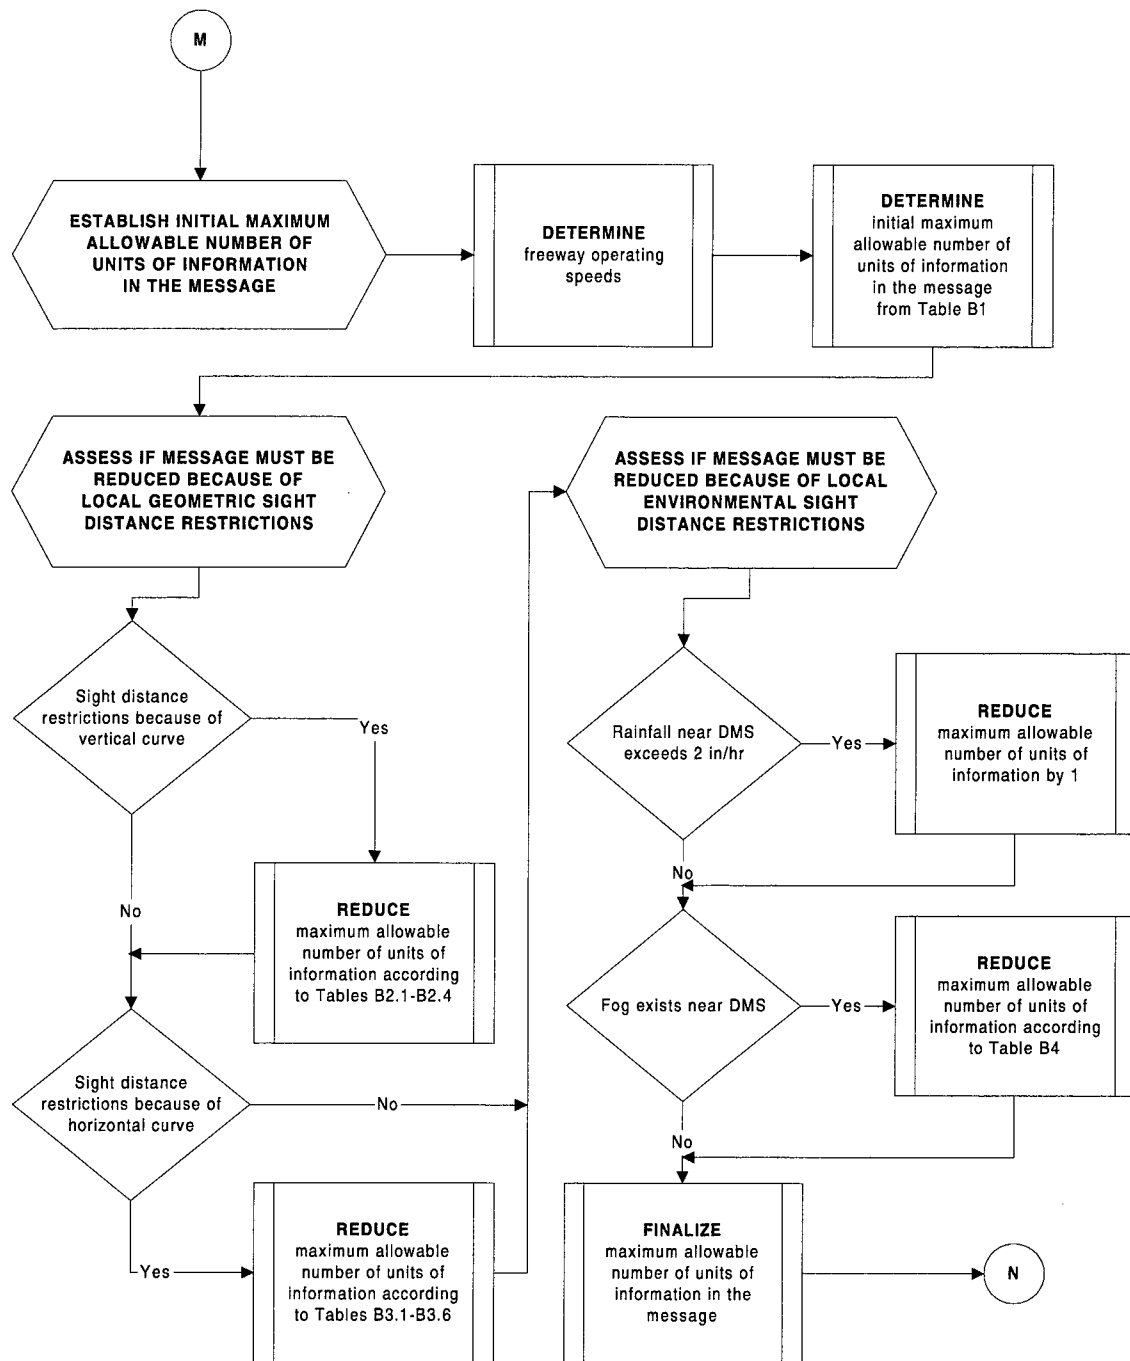 M
ESTABLISH INITIAL MAXIMUM
ALLOWABLE NUMBER OF
UNITS OF INFORMATION
IN THE MESSAGE
DETERMINE
freeway operating
speeds
DETERMINE
initial maximum
allowable number of
units of information
in the message
from Table B1
ASSESS IF MESSAGE MUST BE
REDUCED BECAUSE OF
LOCAL GEOMETRIC SIGHT
DISTANCE RESTRICTIONS
Sight distance
restrictions because of
vertical curve
Yes
No
REDUCE
maximum allowable
number of units of
information according
to Tables B2.1-B2.4
Sight distance
restrictions because of
horizontal curve
No
Yes
REDUCE
maximum allowable
number of units of
information according
to Tables B3.1-B3.6
ASSESS IF MESSAGE MUST BE
REDUCED BECAUSE OF LOCAL
ENVIRONMENTAL SIGHT
DISTANCE RESTRICTIONS
Rainfall near DMS
exceeds 2 in/hr
Yes
REDUCE
maximum allowable
number of units of
information by 1
No
Fog exists near DMS
Yes
REDUCE
maximum allowable
number of units of
information according
to Table B4
No
FINALIZE
maximum allowable
number of units of
information in the
message
N